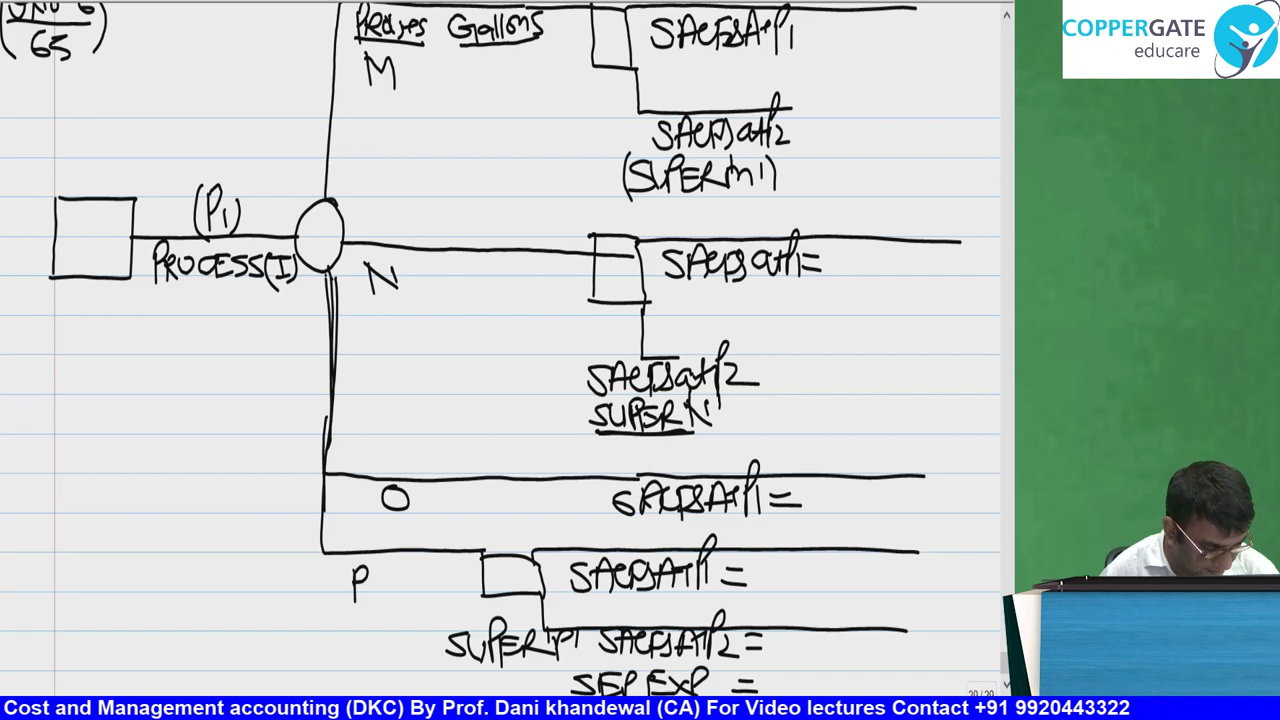 65
Gallons
M
SALES AT P1
SALES at P2
(SUPER 'm')
(P1)
PROCESS(I)
N
SALES at P1 =
SALES at P2
SUPER N
O
SALES AT P1 =
P
SALES AT P1 =
SUPER 'P' SALES AT P2 =
SEP EXP =
COPPERGATE
educare
Cost and Management accounting (DKC) By Prof. Dani khandewal (CA) For Video lectures Contact +91 9920443322